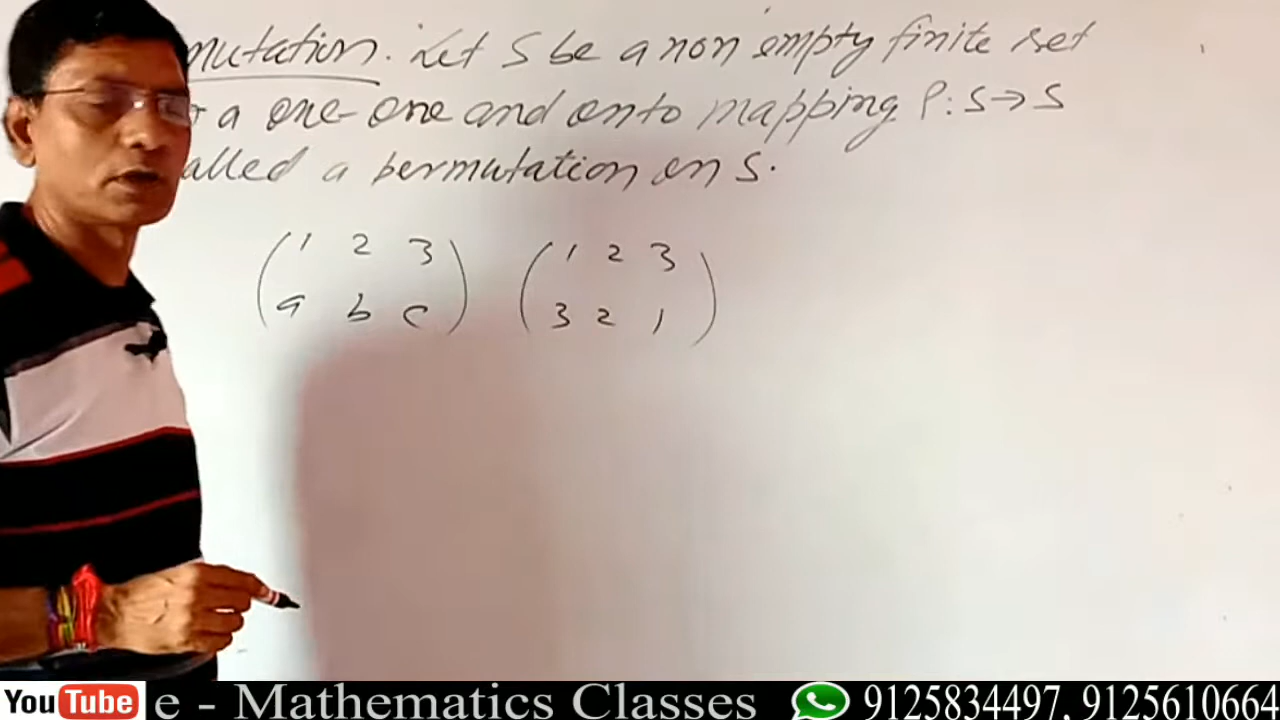 mutation. Let S be a non empty finite set
a one-one and onto mapping P: S→S
alled a permutation on S.
( 1 2 3 ) ( 1 2 3 )
( a b c ) ( 3 2 1 )
YouTube e - Mathematics Classes 9125834497, 9125610664